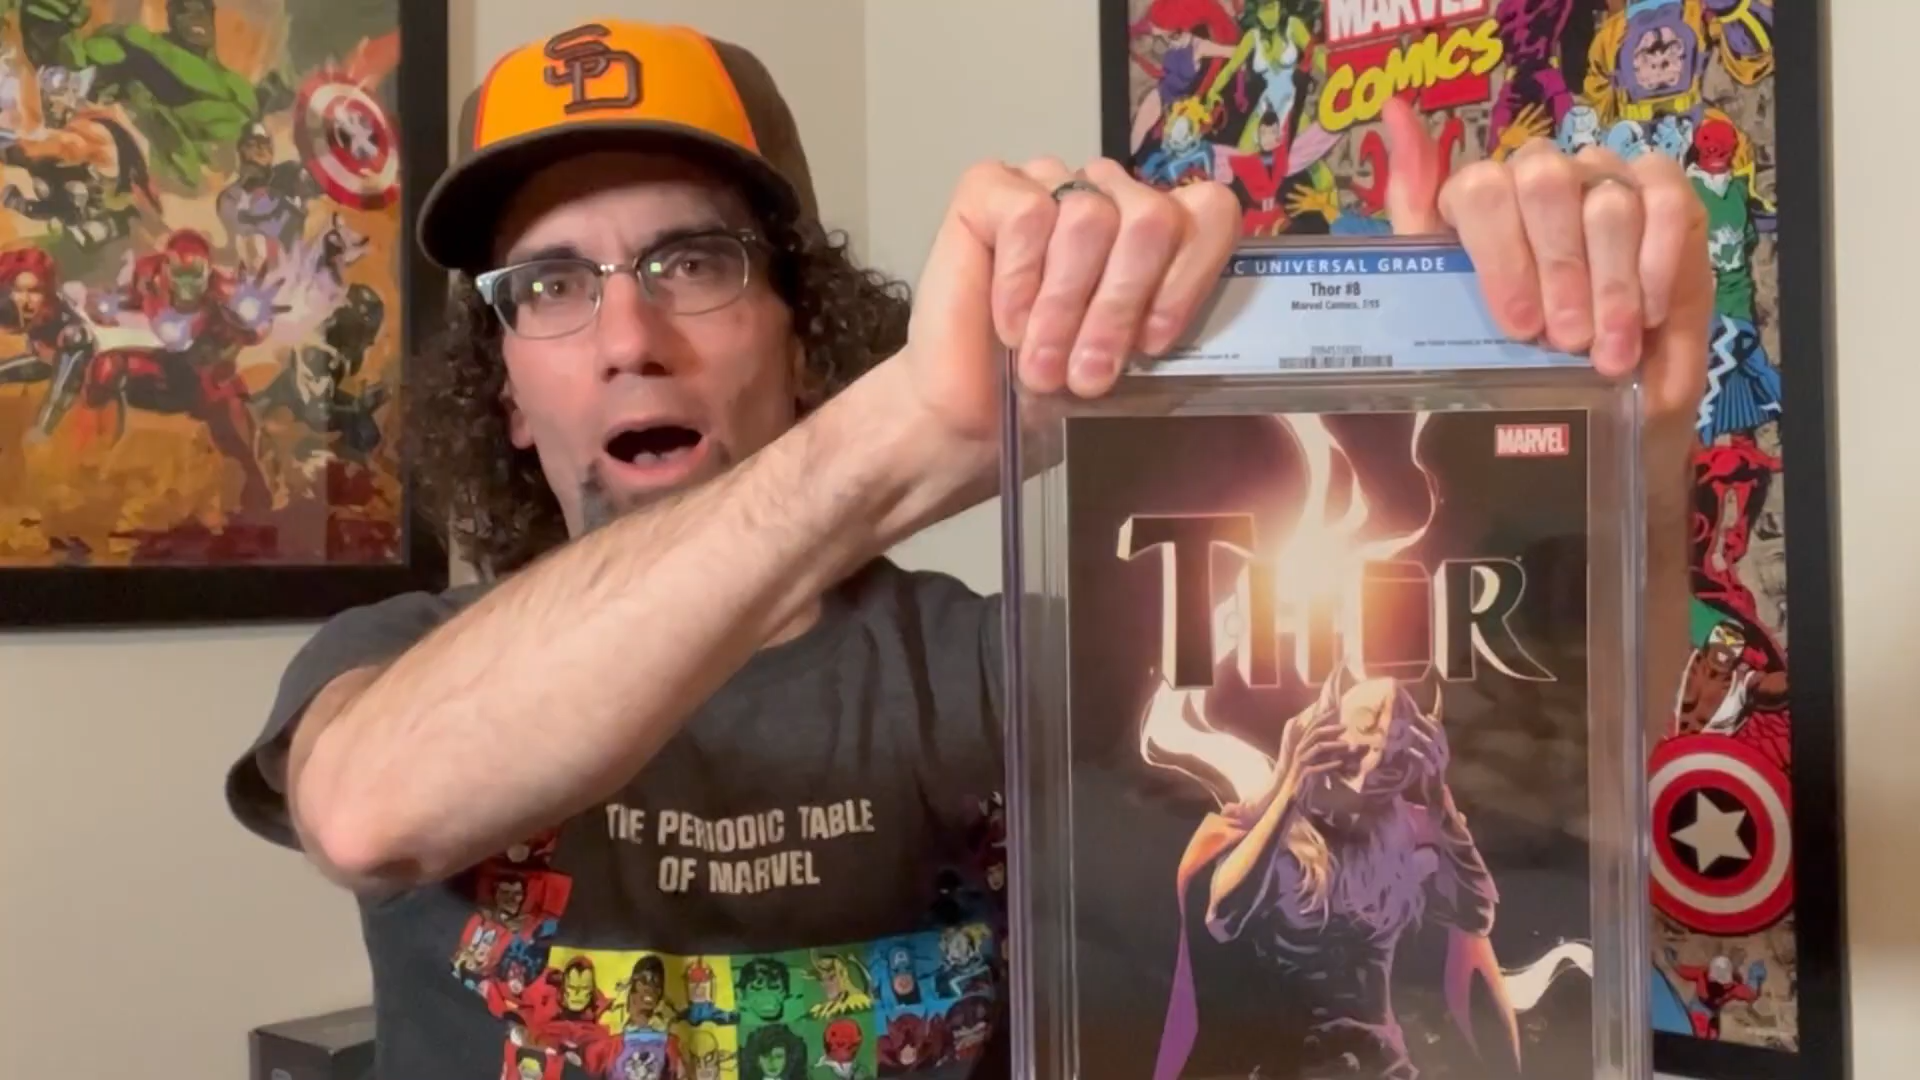 SD
MARVEL
COMICS
C UNIVERSAL GRADE
Thor #8
Marvel Comics, 7/15
MARVEL
THOR
THE PERIODIC TABLE
OF MARVEL